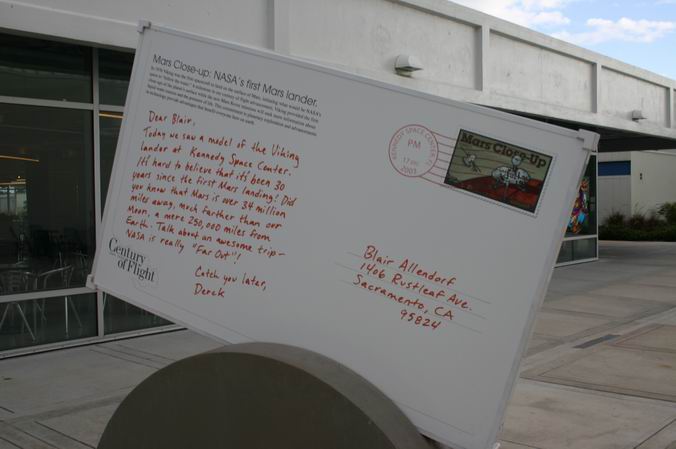 Mars Close-up: NASA's first Mars lander.
Dear Blair,
Today we saw a model of the Viking
lander at Kennedy Space Center.
It's hard to believe that it's been 30
years since the first Mars landing! Did
you know that Mars is over 34 million
miles away, much farther than our
Moon, a mere 250,000 miles from
Earth. Talk about an awesome trip-
NASA is really "Far Out"!
Catch you later,
Derek
Century
of Flight
KENNEDY SPACE CENTER
PM
2003
Mars Close-Up
Blair Allendorf
1406 Rustleaf Ave.
Sacramento, CA
95824